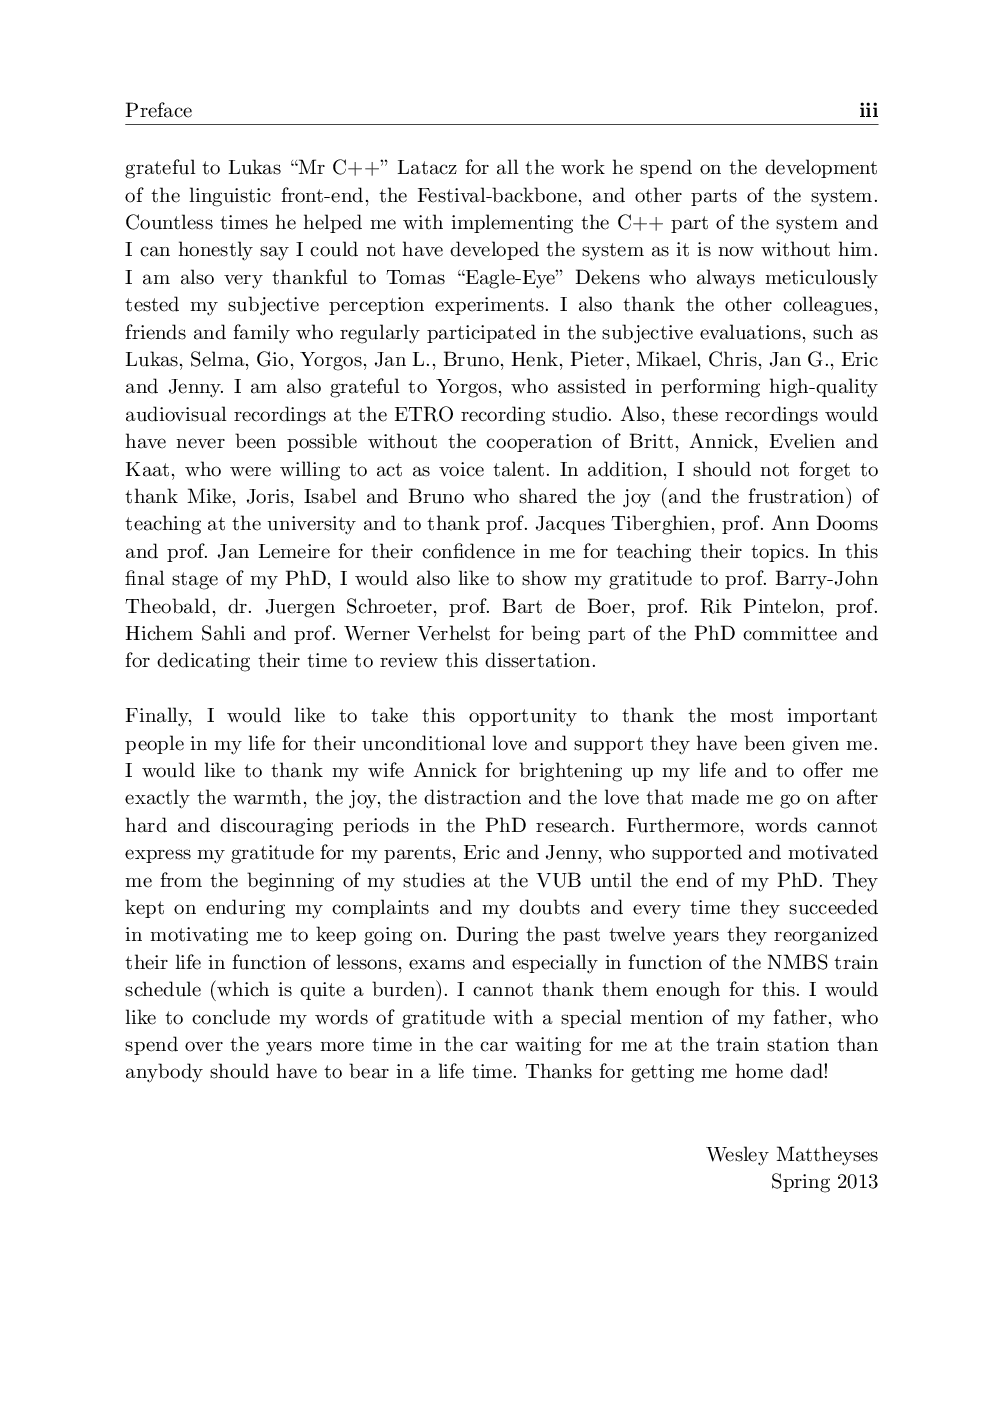 Preface iii
grateful to Lukas “Mr C++” Latacz for all the work he spend on the development
of the linguistic front-end, the Festival-backbone, and other parts of the system.
Countless times he helped me with implementing the C++ part of the system and
I can honestly say I could not have developed the system as it is now without him.
I am also very thankful to Tomas “Eagle-Eye” Dekens who always meticulously
tested my subjective perception experiments. I also thank the other colleagues,
friends and family who regularly participated in the subjective evaluations, such as
Lukas, Selma, Gio, Yorgos, Jan L., Bruno, Henk, Pieter, Mikael, Chris, Jan G., Eric
and Jenny. I am also grateful to Yorgos, who assisted in performing high-quality
audiovisual recordings at the ETRO recording studio. Also, these recordings would
have never been possible without the cooperation of Britt, Annick, Evelien and
Kaat, who were willing to act as voice talent. In addition, I should not forget to
thank Mike, Joris, Isabel and Bruno who shared the joy (and the frustration) of
teaching at the university and to thank prof. Jacques Tiberghien, prof. Ann Dooms
and prof. Jan Lemeire for their confidence in me for teaching their topics. In this
final stage of my PhD, I would also like to show my gratitude to prof. Barry-John
Theobald, dr. Juergen Schroeter, prof. Bart de Boer, prof. Rik Pintelon, prof.
Hichem Sahli and prof. Werner Verhelst for being part of the PhD committee and
for dedicating their time to review this dissertation.
Finally, I would like to take this opportunity to thank the most important
people in my life for their unconditional love and support they have been given me.
I would like to thank my wife Annick for brightening up my life and to offer me
exactly the warmth, the joy, the distraction and the love that made me go on after
hard and discouraging periods in the PhD research. Furthermore, words cannot
express my gratitude for my parents, Eric and Jenny, who supported and motivated
me from the beginning of my studies at the VUB until the end of my PhD. They
kept on enduring my complaints and my doubts and every time they succeeded
in motivating me to keep going on. During the past twelve years they reorganized
their life in function of lessons, exams and especially in function of the NMBS train
schedule (which is quite a burden). I cannot thank them enough for this. I would
like to conclude my words of gratitude with a special mention of my father, who
spend over the years more time in the car waiting for me at the train station than
anybody should have to bear in a life time. Thanks for getting me home dad!
Wesley Mattheyses
Spring 2013